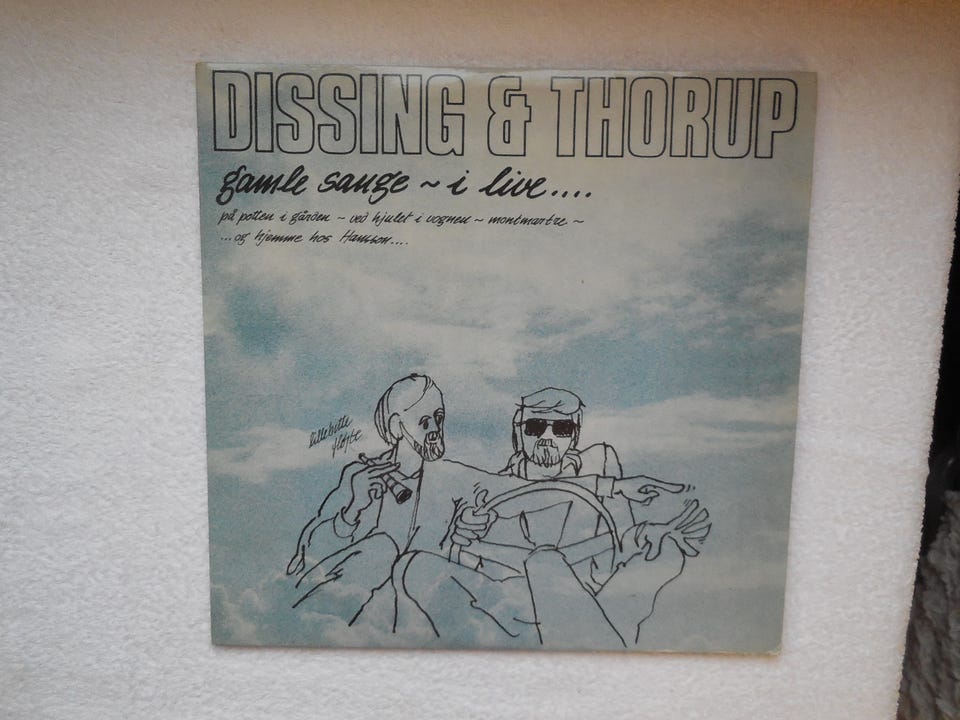 DISSING & THORUP
gamle sange ~ i live....
på potten i gården ~ ved hjulet i vognen ~ montmartre ~
...og hjemme hos Hansson....
lillebitte
fløjte